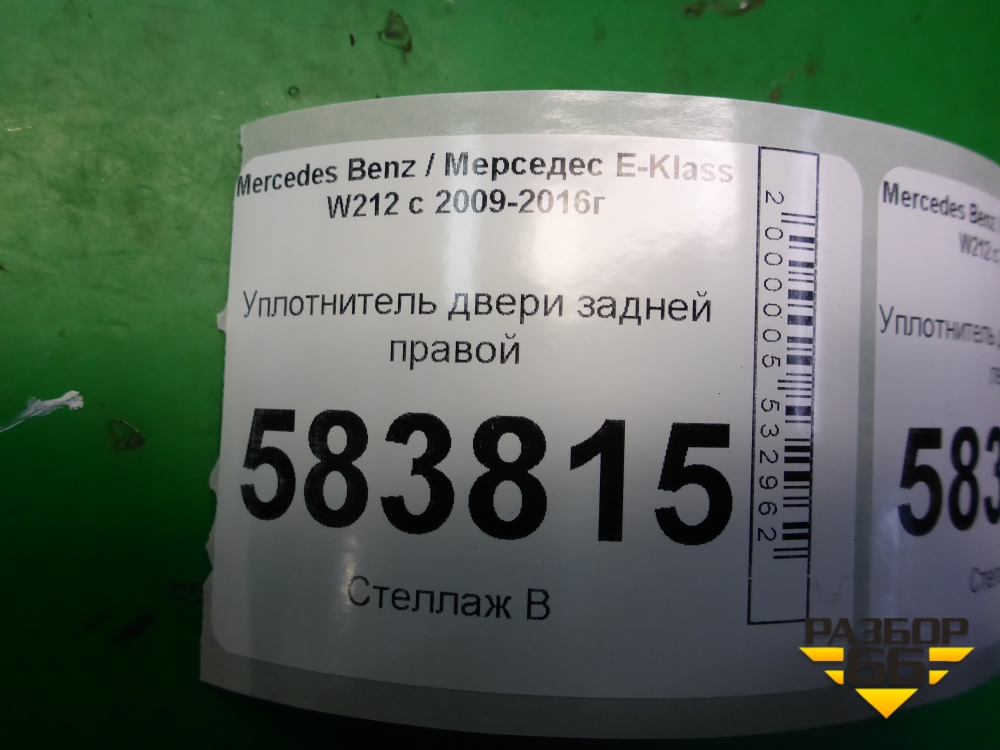 Mercedes Benz / Мерседес E-Klass
W212 с 2009-2016г
Уплотнитель двери задней
правой
583815
Стеллаж В
2000005532962
Mercedes Benz
W212 с
Уплотнитель
583
РАЗБОР
66